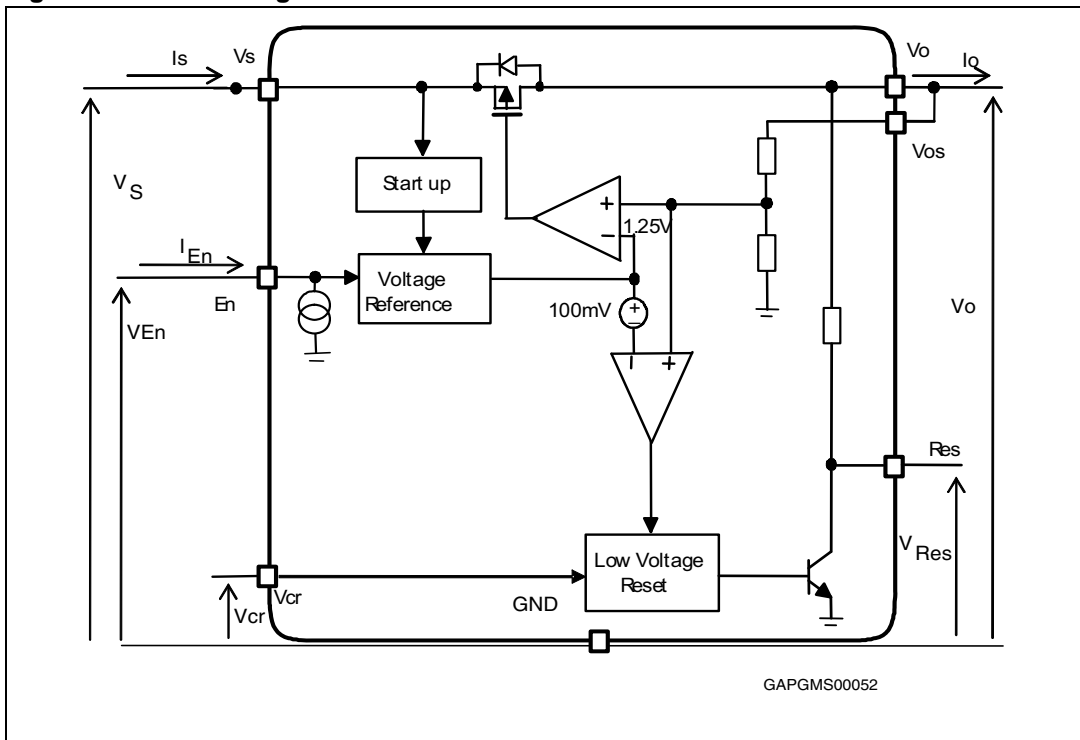 Is
Vs
Vo
Io
Vos
V S
Start up
+
1.25V
−
I En
Voltage
Reference
En
100mV
+
−
Vo
VEn
− +
Res
V Res
Low Voltage
Reset
Vcr
Vcr
GND
GAPGMS00052